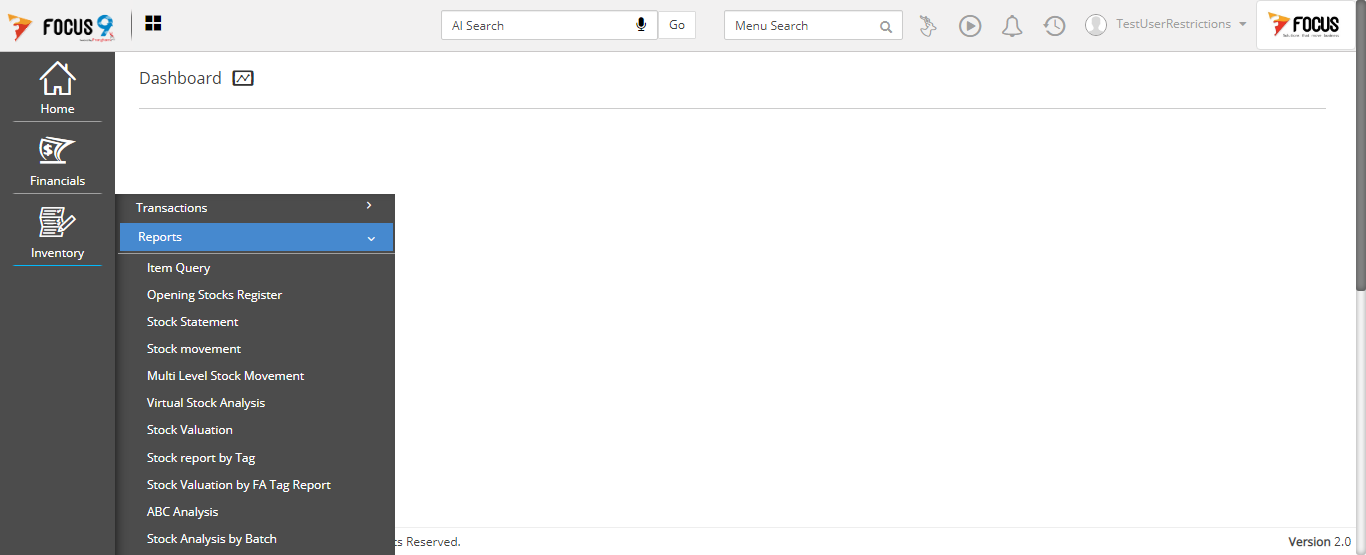 FOCUS 9
AI Search
Go
Menu Search
TestUserRestrictions
FOCUS
Dashboard
Home
Financials
Inventory
Transactions
Reports
Item Query
Opening Stocks Register
Stock Statement
Stock movement
Multi Level Stock Movement
Virtual Stock Analysis
Stock Valuation
Stock report by Tag
Stock Valuation by FA Tag Report
ABC Analysis
Stock Analysis by Batch
ts Reserved.
Version 2.0